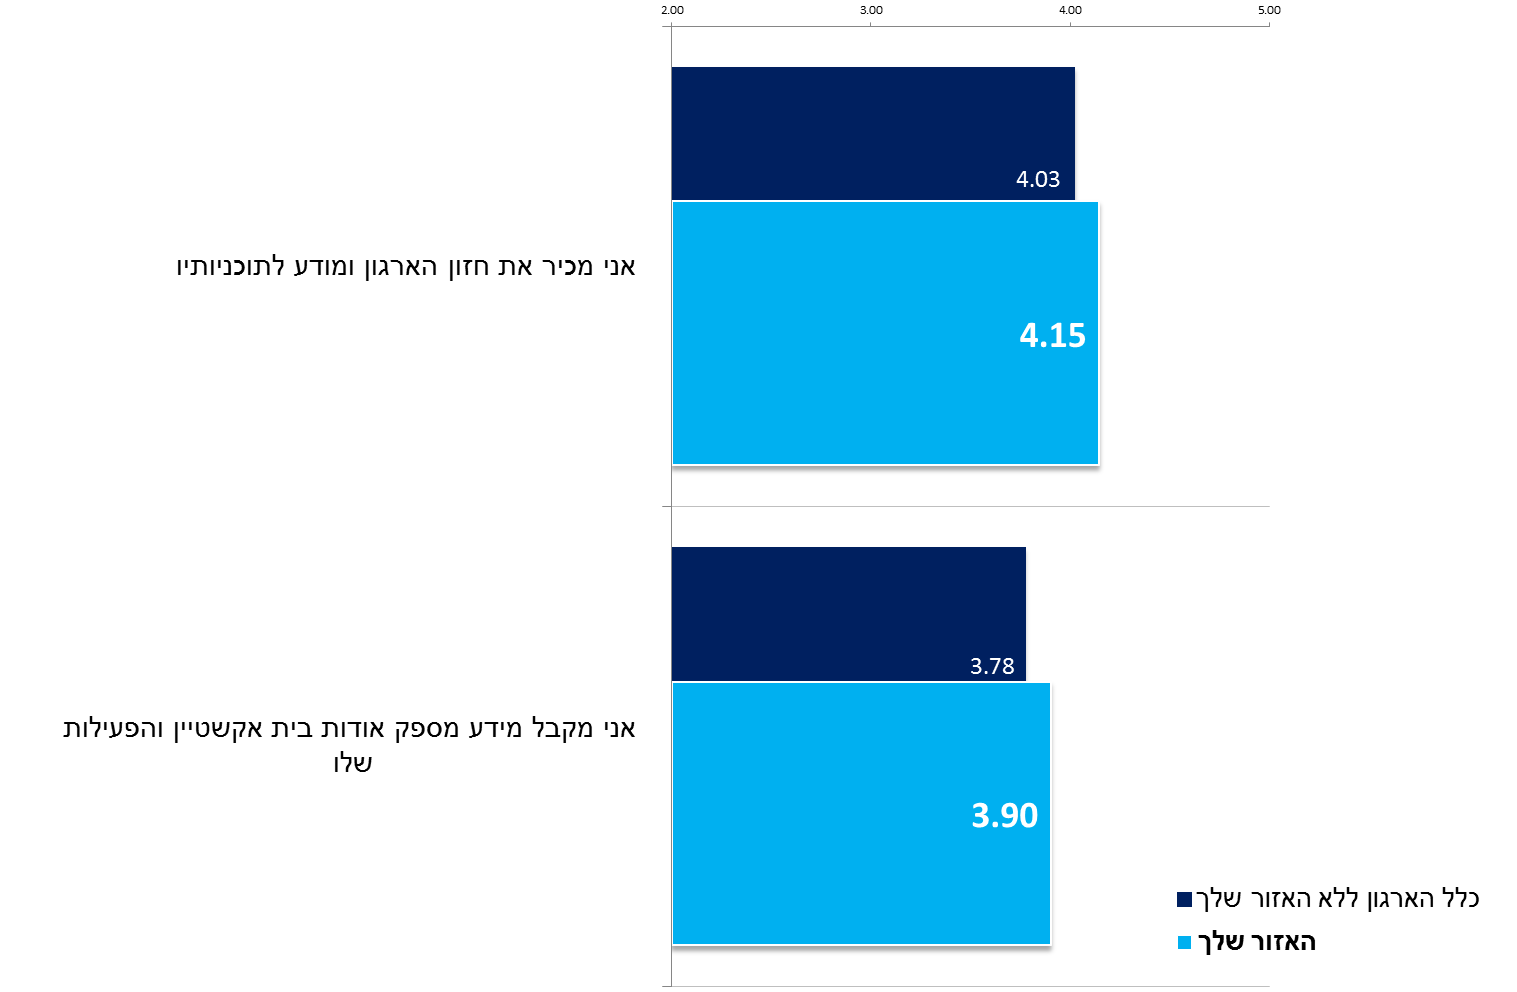 2.00 3.00 4.00 5.00
4.03
אני מכיר את חזון הארגון ומודע לתוכניותיו
4.15
3.78
אני מקבל מידע מספק אודות בית אקשטיין והפעילות
שלו
3.90
כלל הארגון ללא האזור שלך
האזור שלך